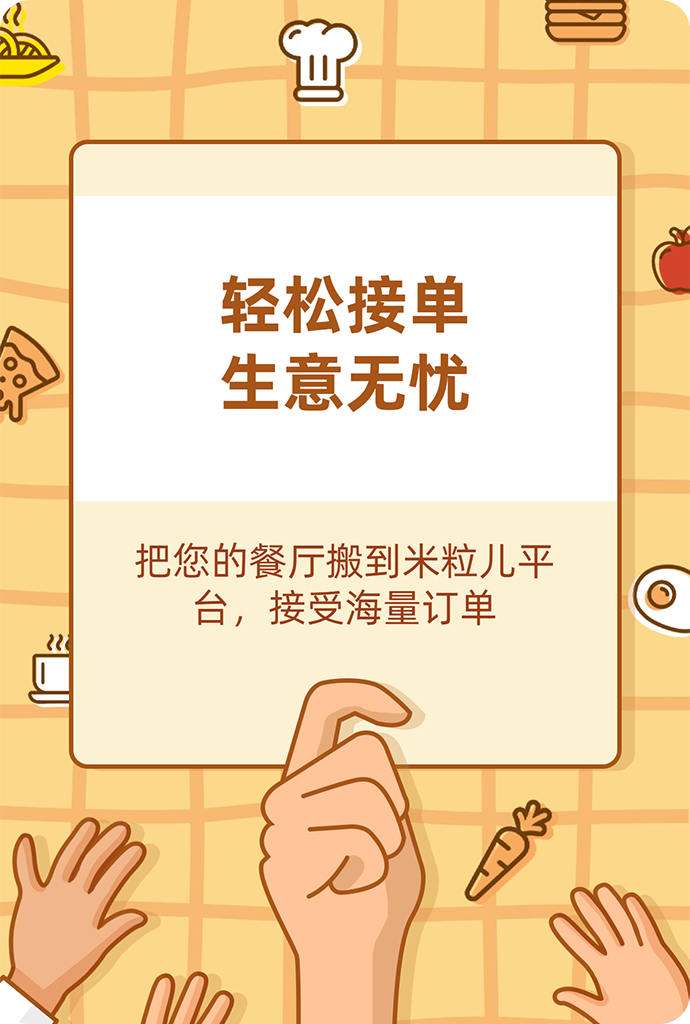 轻松接单
生意无忧
把您的餐厅搬到米粒儿平
台，接受海量订单